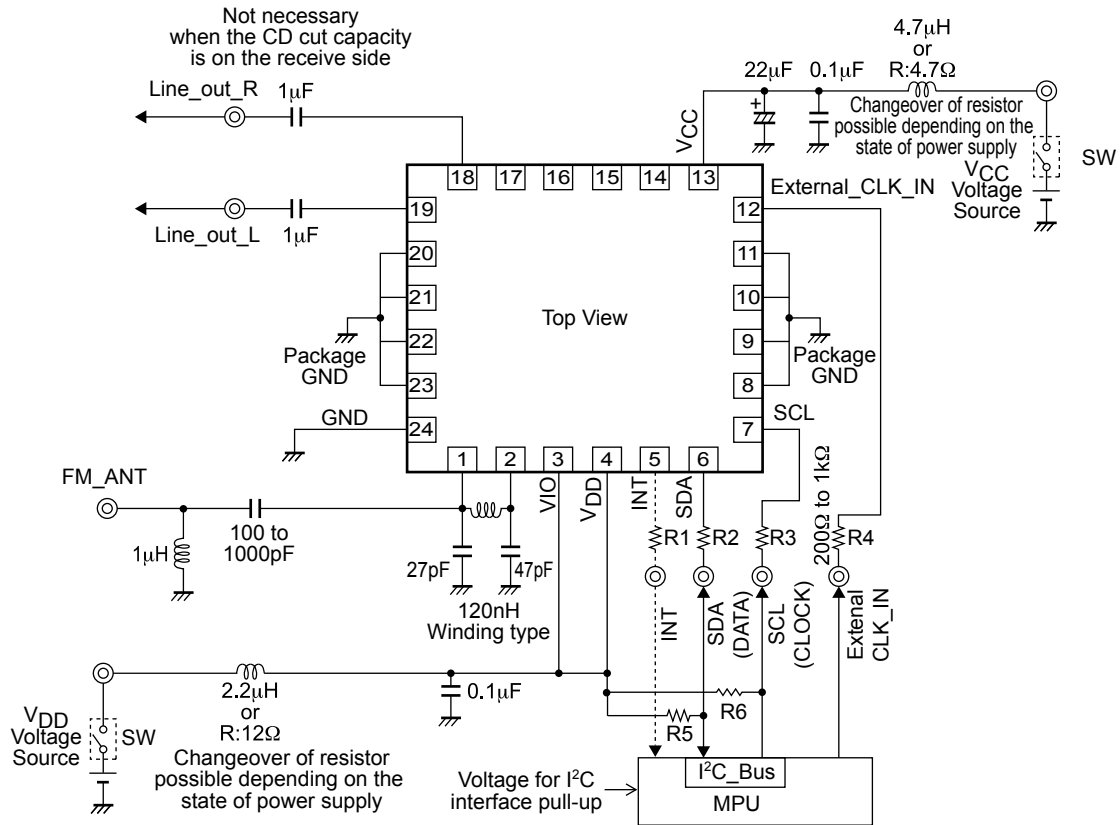 Not necessary
when the CD cut capacity
is on the receive side
Line_out_R
1μF
Line_out_L
1μF
4.7μH
or
R:4.7Ω
22μF
0.1μF
+
Changeover of resistor
possible depending on the
state of power supply
VCC
SW
VCC
Voltage
Source
External_CLK_IN
18
17
16
15
14
13
19
20
21
22
23
24
12
11
10
9
8
7
1
2
3
4
5
6
Top View
Package
GND
Package
GND
GND
SCL
FM_ANT
1μH
100 to
1000pF
27pF
47pF
120nH
Winding type
VIO
VDD
INT
SDA
R1
R2
R3
200Ω to 1kΩ
R4
INT
SDA
(DATA)
SCL
(CLOCK)
Extenal
CLK_IN
2.2μH
or
R:12Ω
0.1μF
R6
R5
VDD
Voltage
Source
SW
Changeover of resistor
possible depending on the
state of power supply
Voltage for I²C
interface pull-up
I²C_Bus
MPU